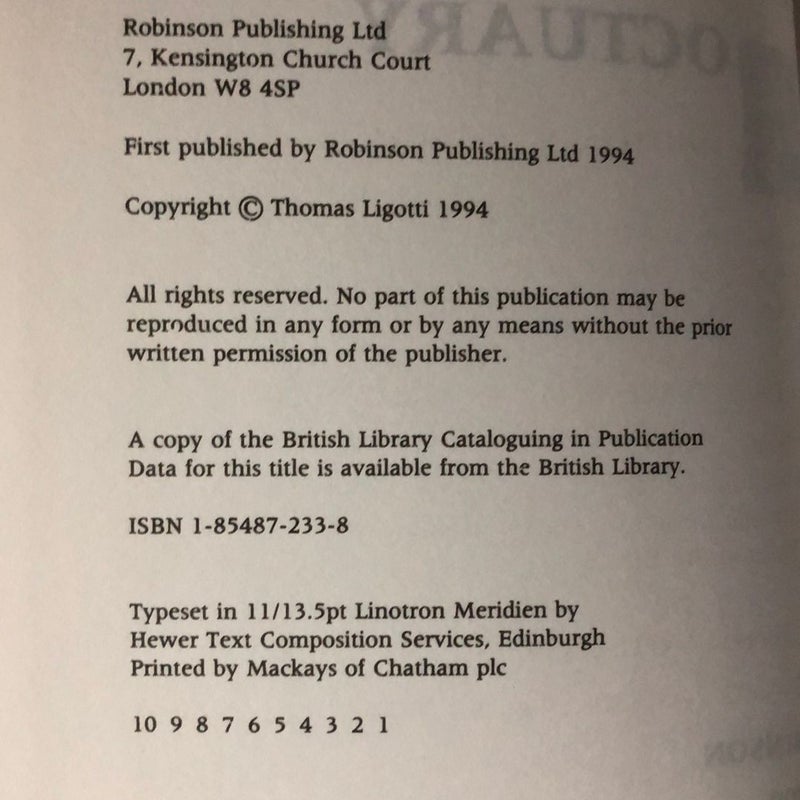 Robinson Publishing Ltd
7, Kensington Church Court
London W8 4SP
First published by Robinson Publishing Ltd 1994
Copyright © Thomas Ligotti 1994
All rights reserved. No part of this publication may be
reproduced in any form or by any means without the prior
written permission of the publisher.
A copy of the British Library Cataloguing in Publication
Data for this title is available from the British Library.
ISBN 1-85487-233-8
Typeset in 11/13.5pt Linotron Meridien by
Hewer Text Composition Services, Edinburgh
Printed by Mackays of Chatham plc
10 9 8 7 6 5 4 3 2 1